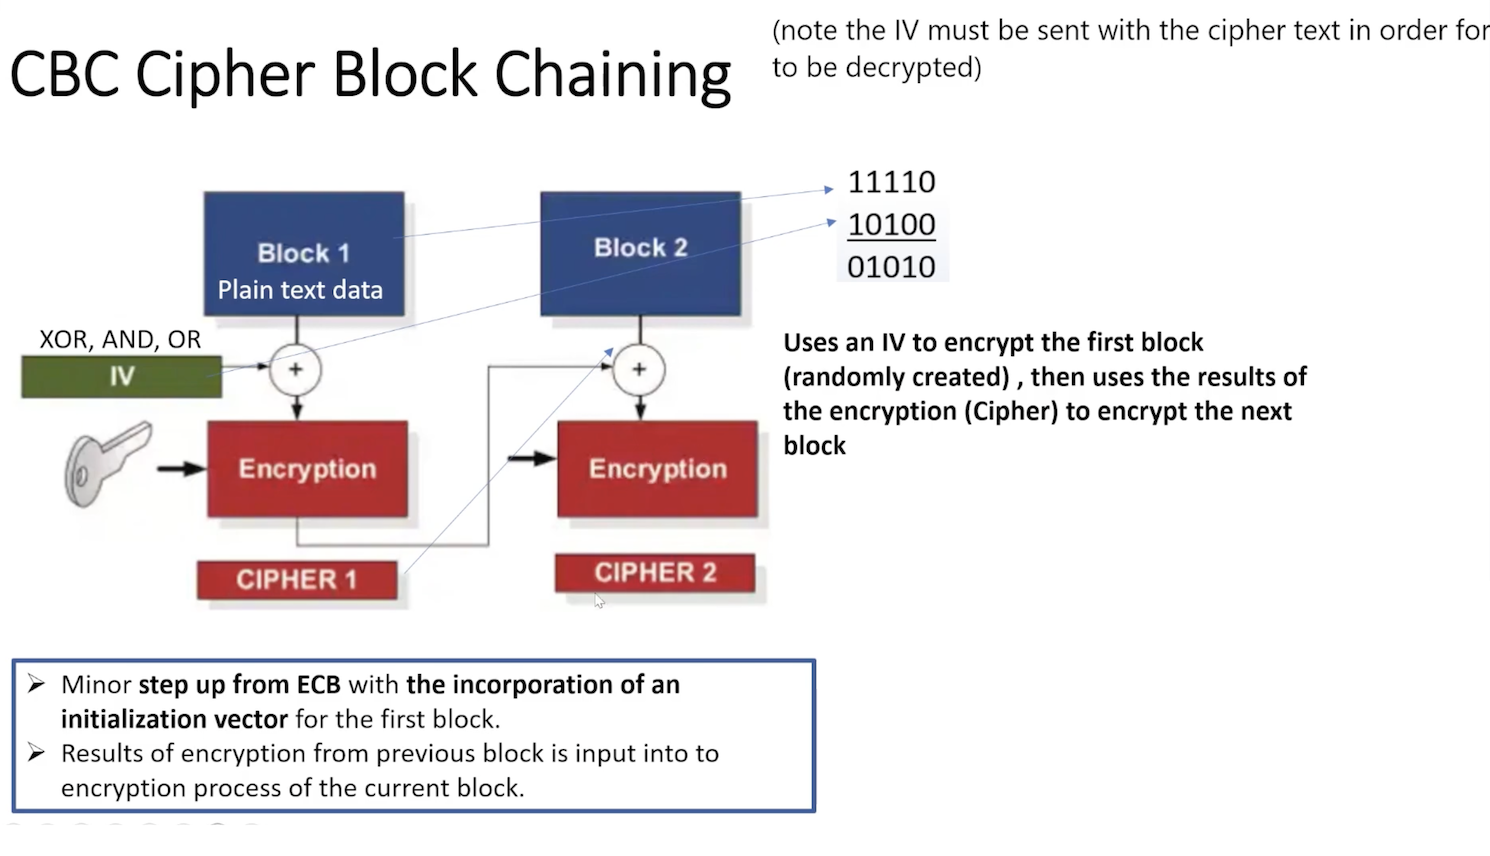 CBC Cipher Block Chaining
(note the IV must be sent with the cipher text in order for
to be decrypted)
Block 1
Plain text data
Block 2
11110
10100
01010
XOR, AND, OR
IV
+
+
Uses an IV to encrypt the first block
(randomly created) , then uses the results of
the encryption (Cipher) to encrypt the next
block
Encryption
Encryption
CIPHER 1
CIPHER 2
➢ Minor step up from ECB with the incorporation of an
initialization vector for the first block.
➢ Results of encryption from previous block is input into to
encryption process of the current block.